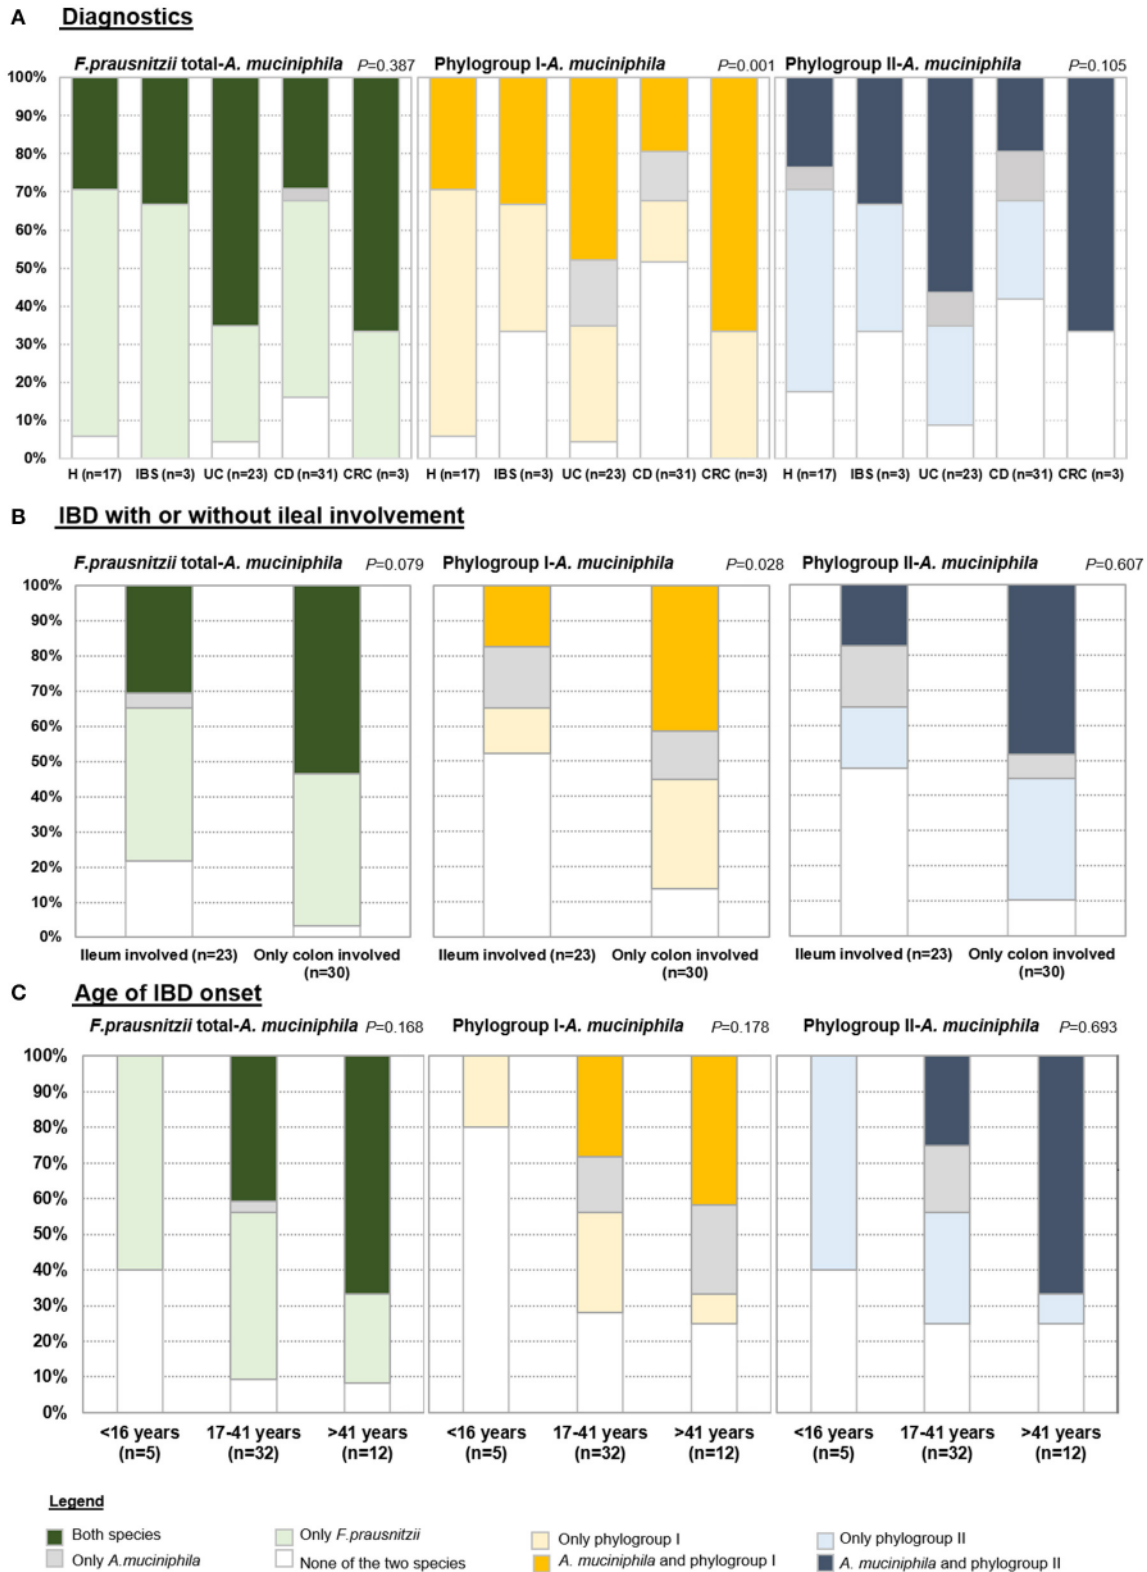 A Diagnostics
F.prausnitzii total-A. muciniphila P=0.387 Phylogroup I-A. muciniphila P=0.001 Phylogroup II-A. muciniphila P=0.105
100%
90%
80%
70%
60%
50%
40%
30%
20%
10%
0%
H (n=17) IBS (n=3) UC (n=23) CD (n=31) CRC (n=3) H (n=17) IBS (n=3) UC (n=23) CD (n=31) CRC (n=3) H (n=17) IBS (n=3) UC (n=23) CD (n=31) CRC (n=3)
B IBD with or without ileal involvement
F.prausnitzii total-A. muciniphila P=0.079 Phylogroup I-A. muciniphila P=0.028 Phylogroup II-A. muciniphila P=0.607
100%
90%
80%
70%
60%
50%
40%
30%
20%
10%
0%
Ileum involved (n=23) Only colon involved Ileum involved (n=23) Only colon involved Ileum involved (n=23) Only colon involved
(n=30) (n=30) (n=30)
C Age of IBD onset
F.prausnitzii total-A. muciniphila P=0.168 Phylogroup I-A. muciniphila P=0.178 Phylogroup II-A. muciniphila P=0.693
100%
90%
80%
70%
60%
50%
40%
30%
20%
10%
0%
<16 years 17-41 years >41 years <16 years 17-41 years >41 years <16 years 17-41 years >41 years
(n=5) (n=32) (n=12) (n=5) (n=32) (n=12) (n=5) (n=32) (n=12)
Legend
Both species Only F.prausnitzii Only phylogroup I Only phylogroup II
Only A.muciniphila None of the two species A. muciniphila and phylogroup I A. muciniphila and phylogroup II